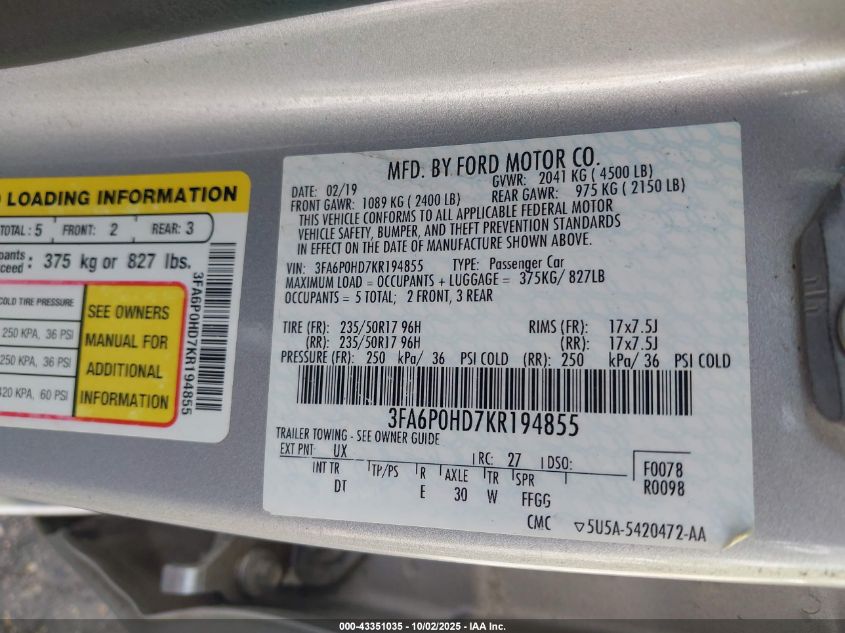 D LOADING INFORMATION
TOTAL: 5 FRONT: 2 REAR: 3
pants
xceed: 375 kg or 827 lbs.
COLD TIRE PRESSURE
250 KPA, 36 PSI
250 KPA, 36 PSI
420 KPA, 60 PSI
SEE OWNERS
MANUAL FOR
ADDITIONAL
INFORMATION
3FA6P0HD7KR194855
MFD. BY FORD MOTOR CO.
DATE: 02/19 GVWR: 2041 KG ( 4500 LB)
FRONT GAWR: 1089 KG ( 2400 LB) REAR GAWR: 975 KG ( 2150 LB)
THIS VEHICLE CONFORMS TO ALL APPLICABLE FEDERAL MOTOR
VEHICLE SAFETY, BUMPER, AND THEFT PREVENTION STANDARDS
IN EFFECT ON THE DATE OF MANUFACTURE SHOWN ABOVE.
VIN: 3FA6P0HD7KR194855 TYPE: Passenger Car
MAXIMUM LOAD = OCCUPANTS + LUGGAGE = 375KG/ 827LB
OCCUPANTS = 5 TOTAL; 2 FRONT, 3 REAR
TIRE (FR): 235/50R17 96H RIMS (FR): 17x7.5J
(RR): 235/50R17 96H (RR): 17x7.5J
PRESSURE (FR): 250 kPa/ 36 PSI COLD (RR): 250 kPa/ 36 PSI COLD
3FA6P0HD7KR194855
TRAILER TOWING - SEE OWNER GUIDE
EXT PNT: UX RC: 27 DSO: F0078
INT TR TP/PS R AXLE TR SPR R0098
DT E 30 W FFGG
CMC ▽5U5A-5420472-AA
000-43351035 - 10/02/2025 - IAA Inc.